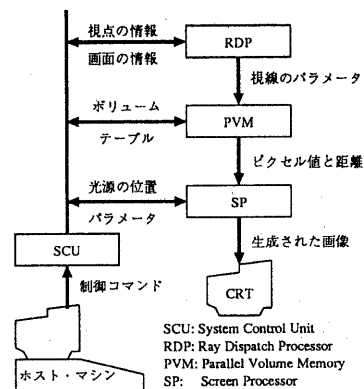 視点の情報
画面の情報
RDP
視線のパラメータ
ボリューム
テーブル
PVM
ピクセル値と距離
光源の位置
パラメータ
SP
生成された画像
SCU
制御コマンド
CRT
ホスト・マシン
SCU: System Control Unit
RDP: Ray Dispatch Processor
PVM: Parallel Volume Memory
SP: Screen Processor